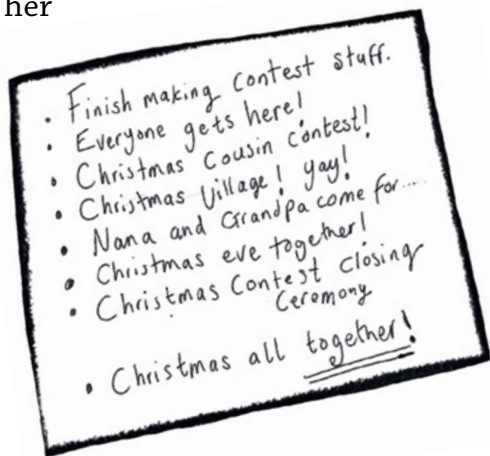 her
• Finish making contest stuff.
• Everyone gets here!
• Christmas Cousin Contest!
• Christmas Village! yay!
• Nana and Grandpa come for....
• Christmas eve together!
• Christmas Contest Closing
Ceremony
• Christmas all together!